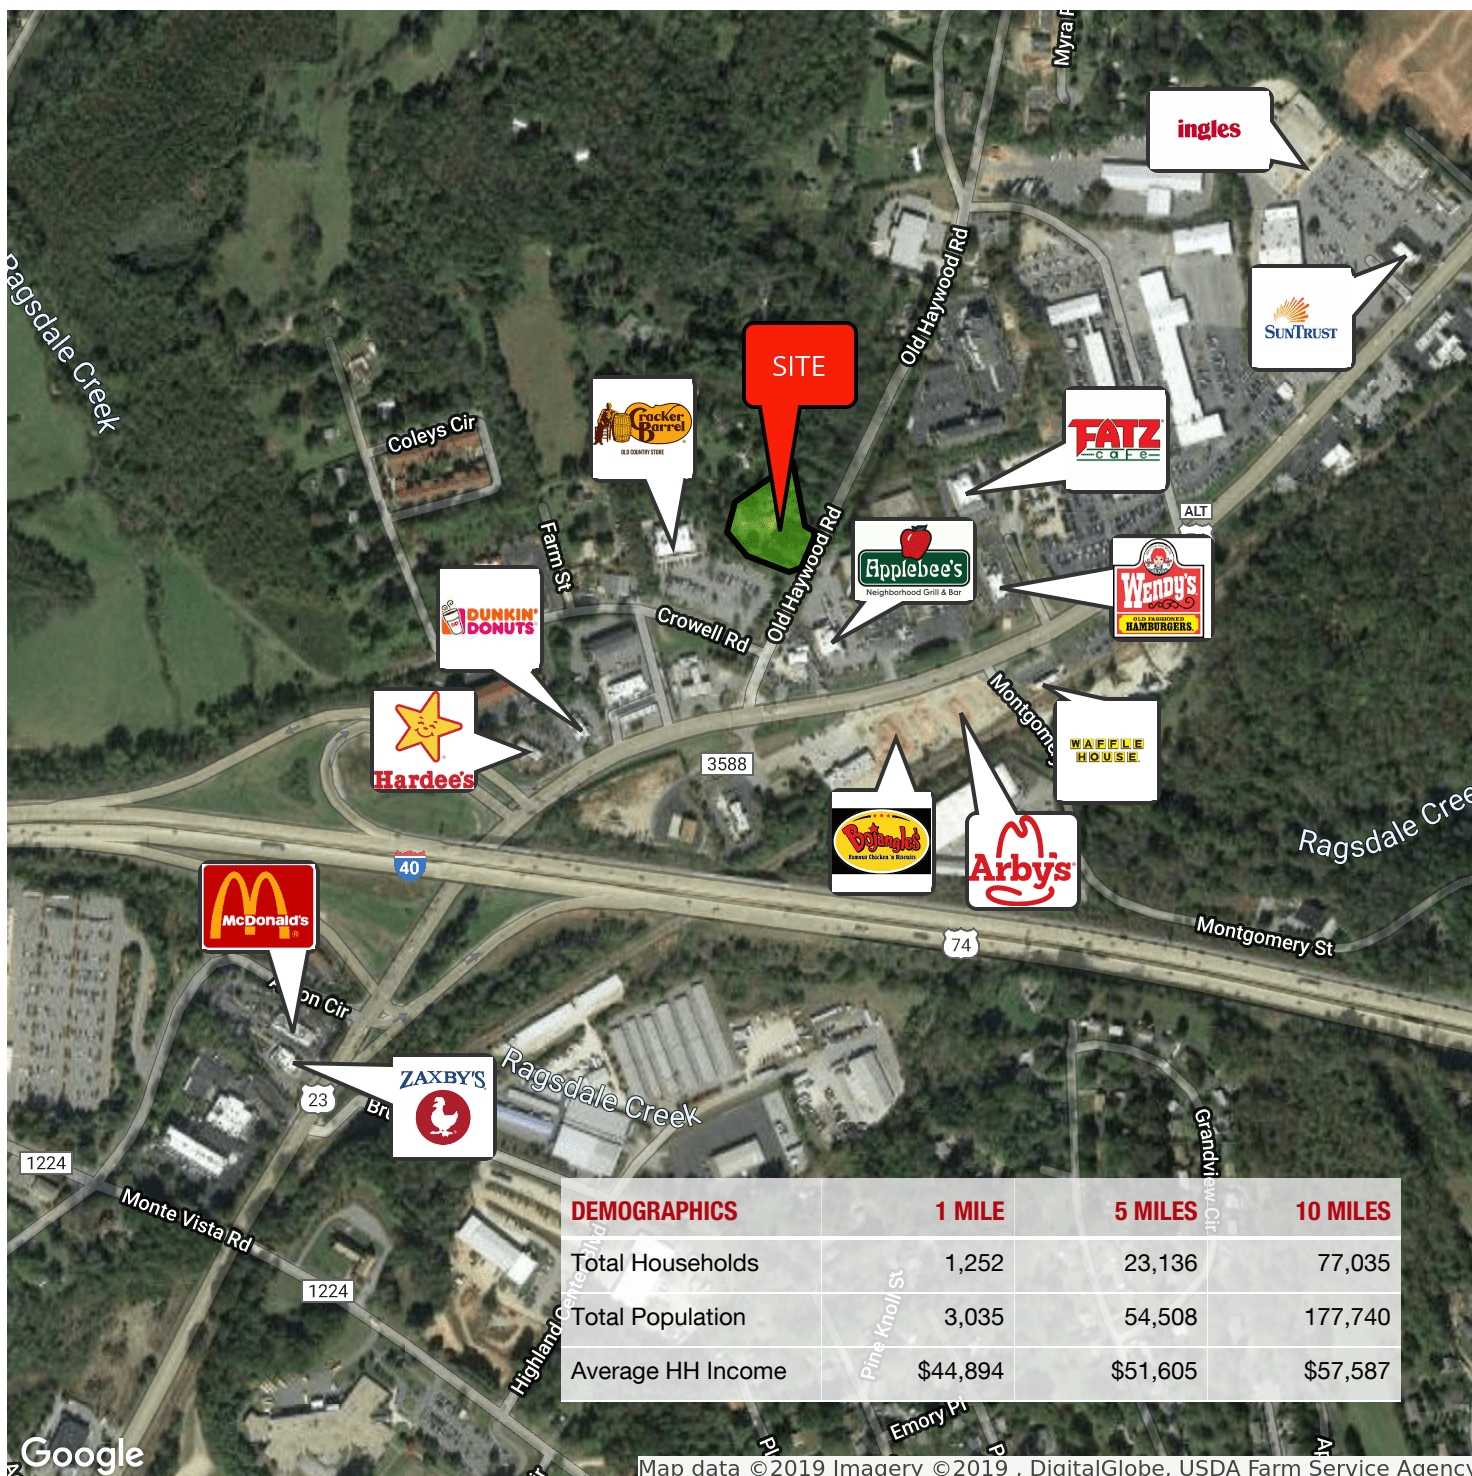 Myra
ingles
Ragsdale Creek
Old Haywood Rd
SUNTRUST
SITE
Cracker
Barrel
OLD COUNTRY STORE
FATZ
cafe
Coleys Cir
ALT
Farm St
Old Haywood Rd
Applebee's
Neighborhood Grill & Bar
WENDY'S
OLD FASHIONED
HAMBURGERS.
DUNKIN'
DONUTS
Crowell Rd
Hardee's
WAFFLE
HOUSE
3588
Bojangles'
Famous Chicken 'n Biscuits
Arby's
Ragsdale Cree
40
McDonald's
®
74
Montgomery St
on Cir
ZAXBY'S
Ragsdale Creek
23
1224
Monte Vista Rd
Grandview Cir
1224
Highland Center Blvd
DEMOGRAPHICS 1 MILE 5 MILES 10 MILES
Total Households 1,252 23,136 77,035
Total Population 3,035 54,508 177,740
Average HH Income $44,894 $51,605 $57,587
Pine Knoll St
Emory Pl
Google
Map data ©2019 Imagery ©2019 , DigitalGlobe, USDA Farm Service Agency